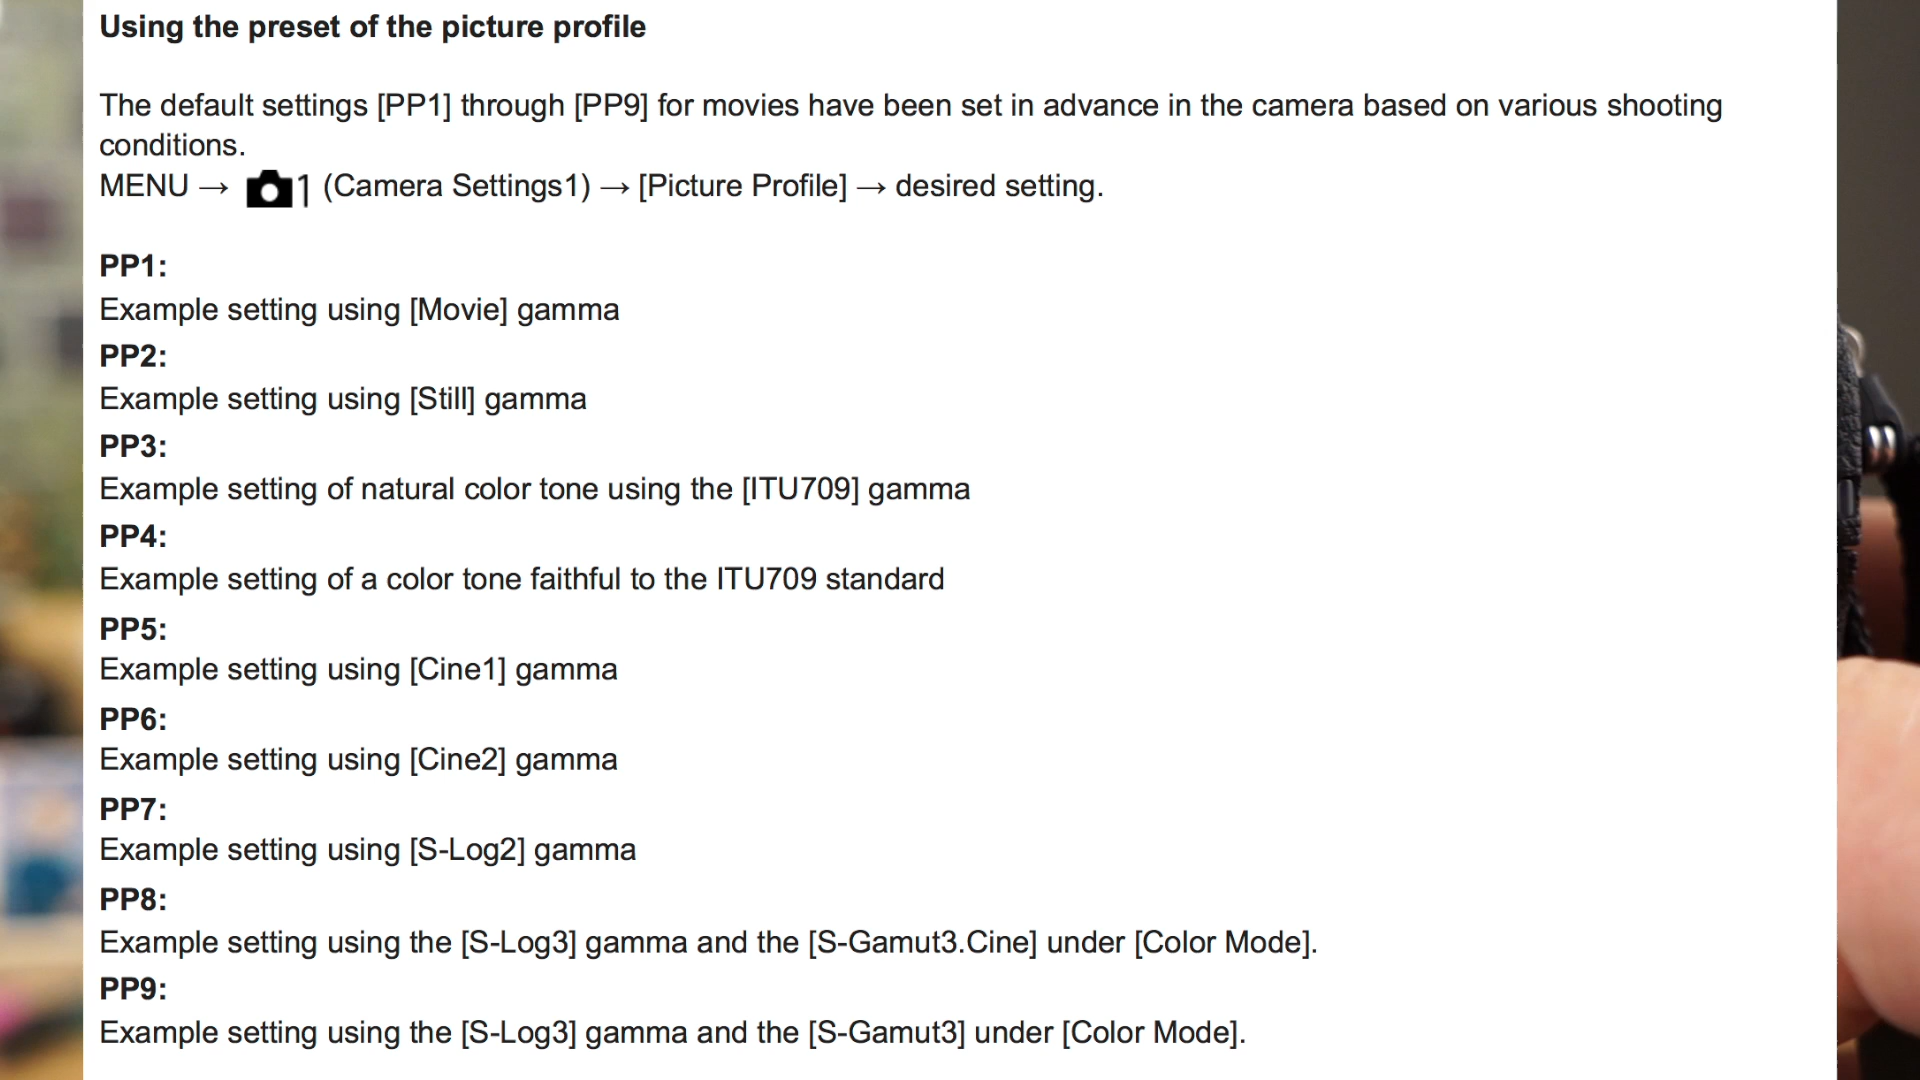 Using the preset of the picture profile
The default settings [PP1] through [PP9] for movies have been set in advance in the camera based on various shooting
conditions.
MENU → 1 (Camera Settings1) → [Picture Profile] → desired setting.
PP1:
Example setting using [Movie] gamma
PP2:
Example setting using [Still] gamma
PP3:
Example setting of natural color tone using the [ITU709] gamma
PP4:
Example setting of a color tone faithful to the ITU709 standard
PP5:
Example setting using [Cine1] gamma
PP6:
Example setting using [Cine2] gamma
PP7:
Example setting using [S-Log2] gamma
PP8:
Example setting using the [S-Log3] gamma and the [S-Gamut3.Cine] under [Color Mode].
PP9:
Example setting using the [S-Log3] gamma and the [S-Gamut3] under [Color Mode].